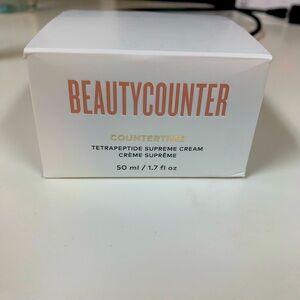 BEAUTYCOUNTER
COUNTERTIME
TETRAPEPTIDE SUPREME CREAM
CRÈME SUPRÊME
50 ml / 1.7 fl oz